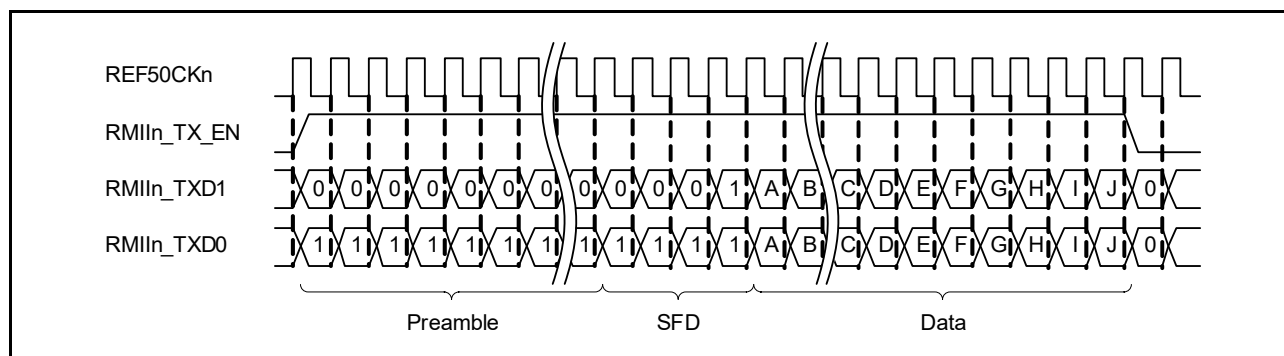 REF50CKn
RMIIn_TX_EN
RMIIn_TXD1 0 0 0 0 0 0 0 0 0 0 0 1 A B C D E F G H I J 0
RMIIn_TXD0 1 1 1 1 1 1 1 1 1 1 1 1 A B C D E F G H I J 0
Preamble SFD Data